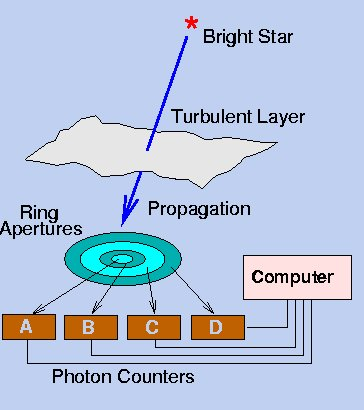 * Bright Star
Turbulent Layer
Propagation
Ring
Apertures
Computer
A B C D
Photon Counters